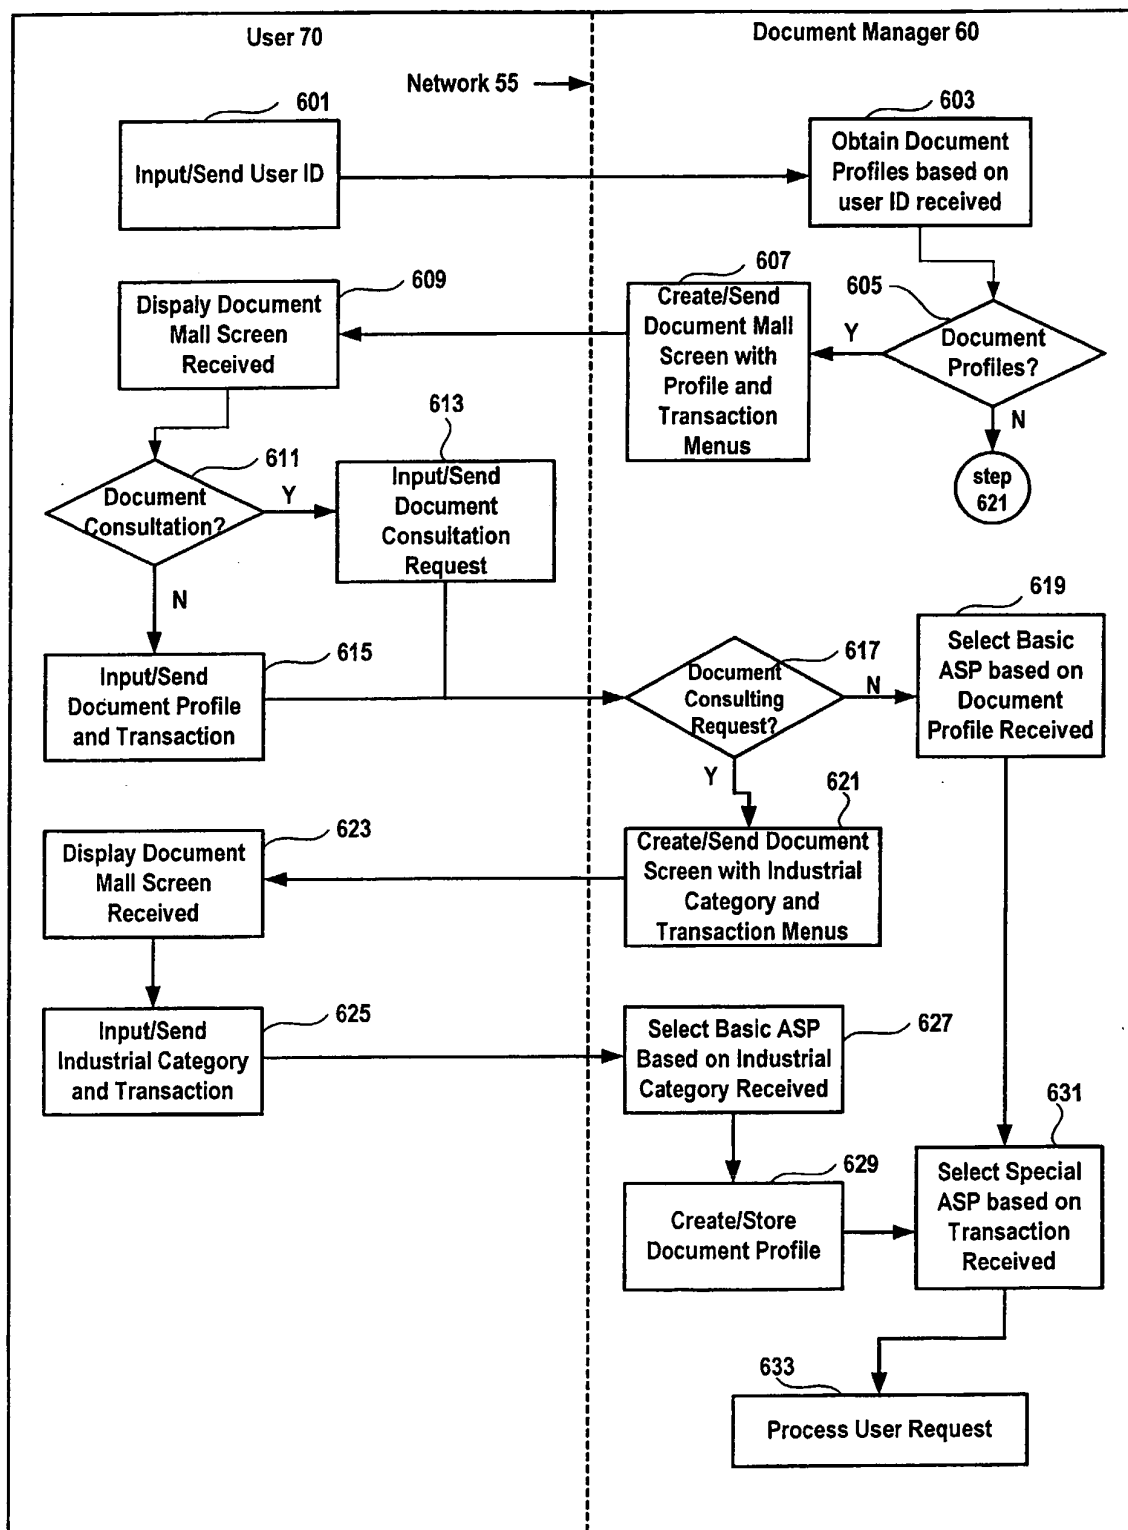 User 70
Document Manager 60
Network 55
601
Input/Send User ID
603
Obtain Document
Profiles based on
user ID received
605
Document
Profiles?
Y
N
step
621
607
Create/Send
Document Mall
Screen with
Profile and
Transaction
Menus
609
Dispaly Document
Mall Screen
Received
611
Document
Consultation?
Y
N
613
Input/Send
Document
Consultation
Request
615
Input/Send
Document Profile
and Transaction
617
Document
Consulting
Request?
N
Y
619
Select Basic
ASP based on
Document
Profile Received
621
Create/Send Document
Screen with Industrial
Category and
Transaction Menus
623
Display Document
Mall Screen
Received
625
Input/Send
Industrial Category
and Transaction
627
Select Basic ASP
Based on Industrial
Category Received
629
Create/Store
Document Profile
631
Select Special
ASP based on
Transaction
Received
633
Process User Request